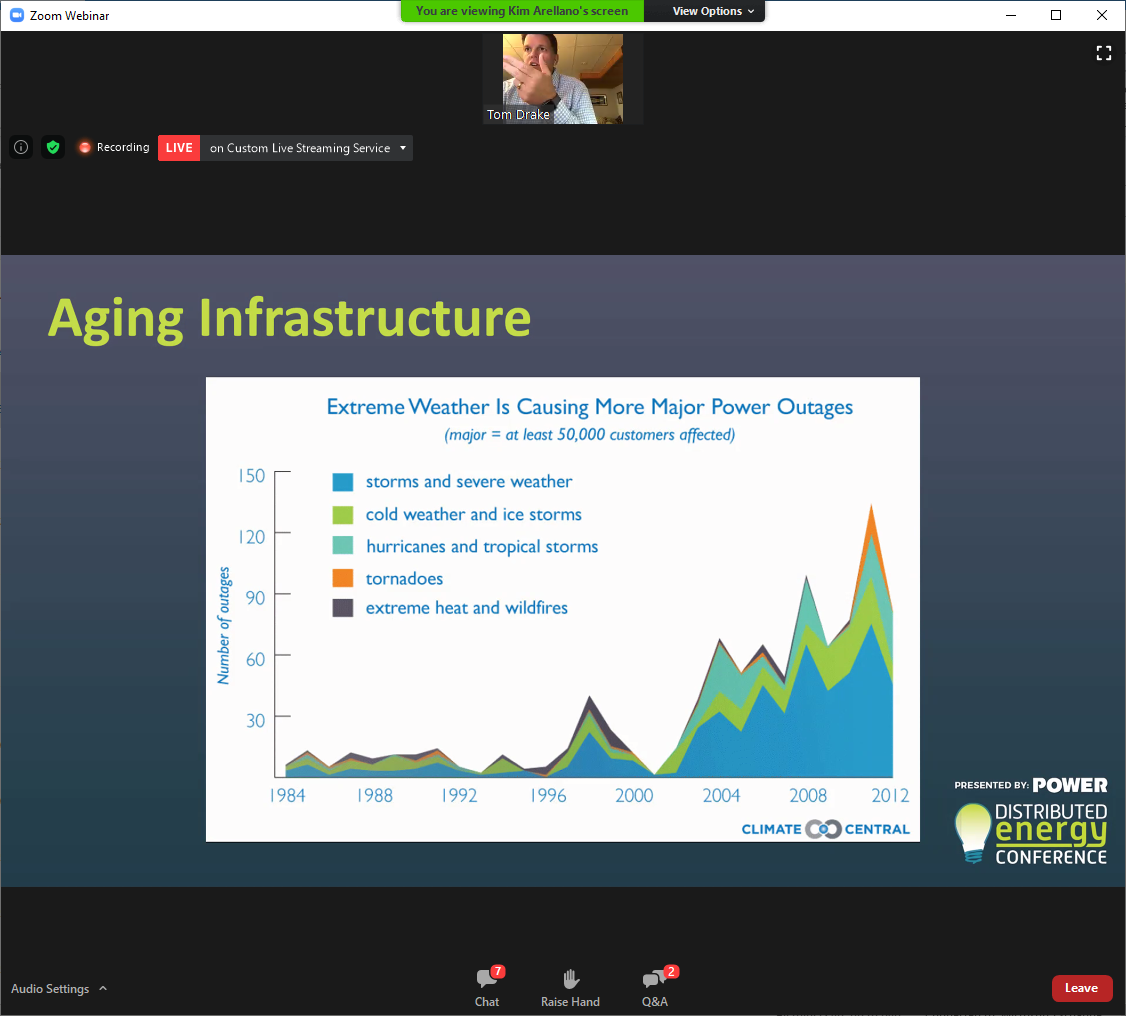 Zoom Webinar
You are viewing Kim Arellano's screen
View Options
Tom Drake
Recording
LIVE
on Custom Live Streaming Service
Aging Infrastructure
Extreme Weather Is Causing More Major Power Outages
(major = at least 50,000 customers affected)
150
120
90
60
30
Number of outages
storms and severe weather
cold weather and ice storms
hurricanes and tropical storms
tornadoes
extreme heat and wildfires
1984 1988 1992 1996 2000 2004 2008 2012
CLIMATE CENTRAL
PRESENTED BY: POWER
DISTRIBUTED
energy
CONFERENCE
Audio Settings
7
Chat
Raise Hand
2
Q&A
Leave